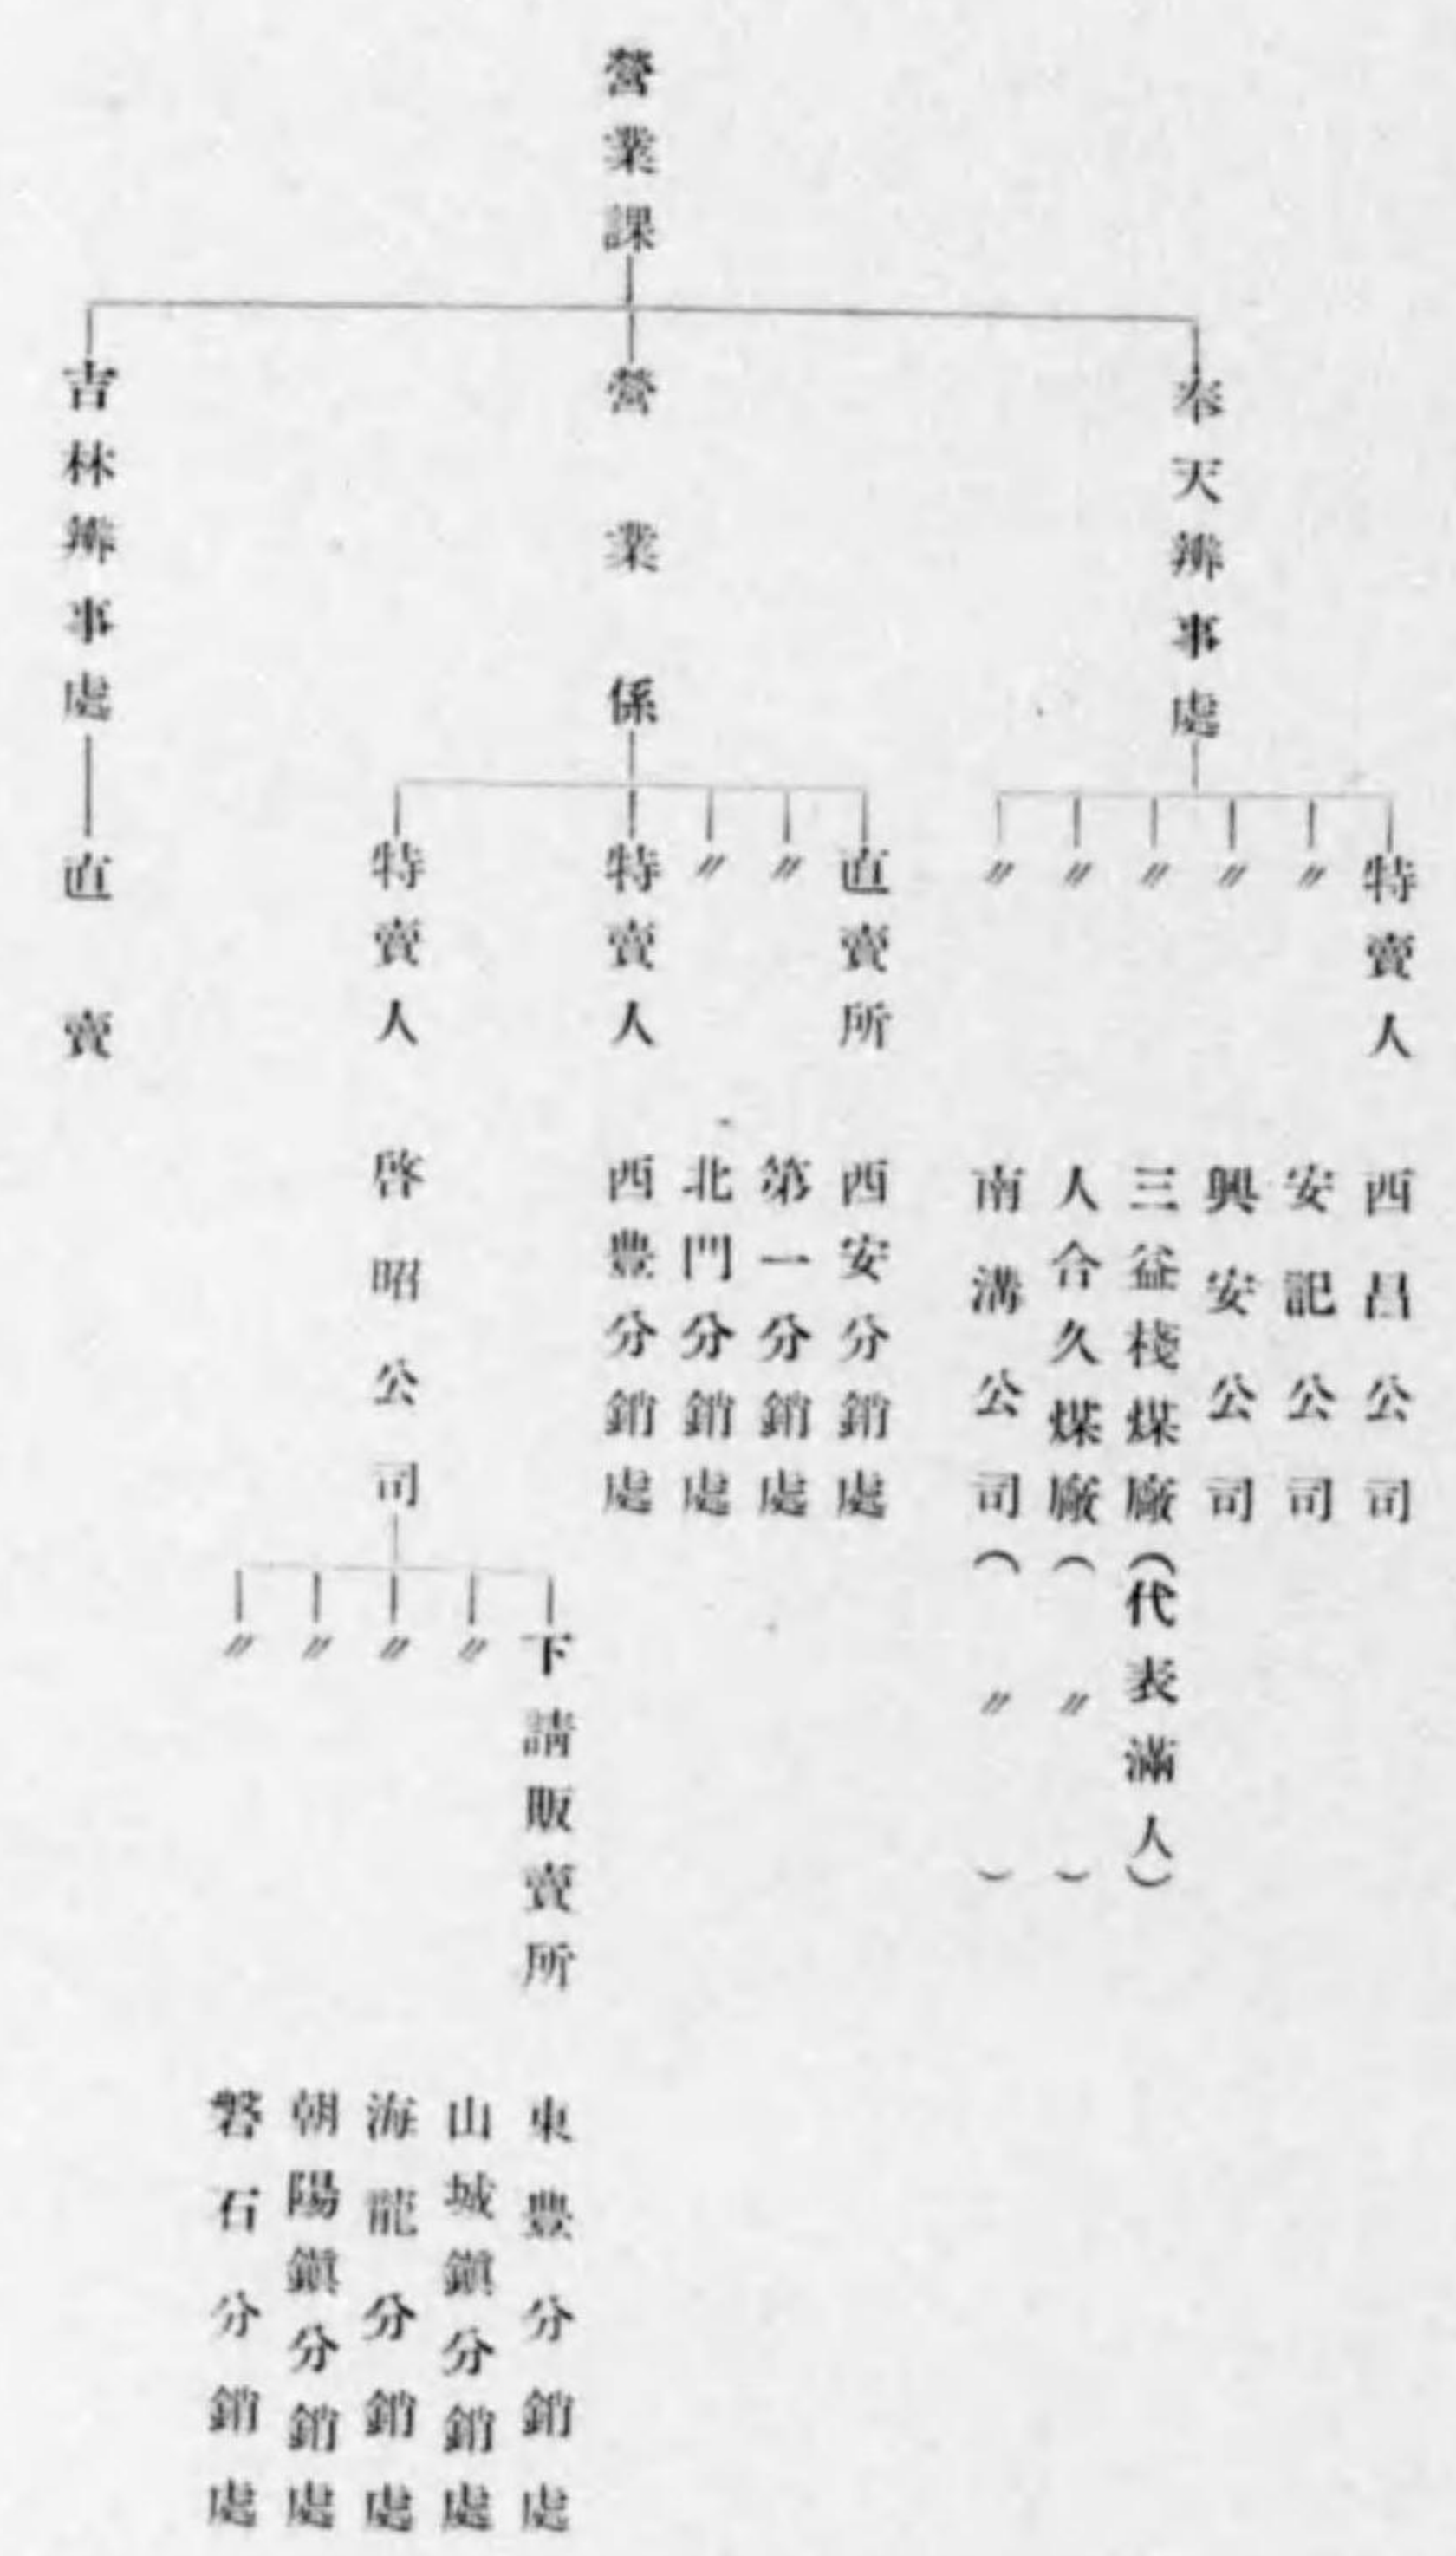 營業課
奉天辨事處
特賣人 西昌公司
〃 安記公司
〃 興安公司
〃 三益棧煤廠(代表滿人)
〃 人合久煤廠(〃)
〃 南溝公司(〃)
營業係
直賣所 西安分銷處
〃 第一分銷處
〃 北門分銷處
特賣人 西豊分銷處
特賣人 啓昭公司
下請販賣所 東豊分銷處
〃 山城鎭分銷處
〃 海龍分銷處
〃 朝陽鎭分銷處
〃 磐石分銷處
吉林辨事處 直賣